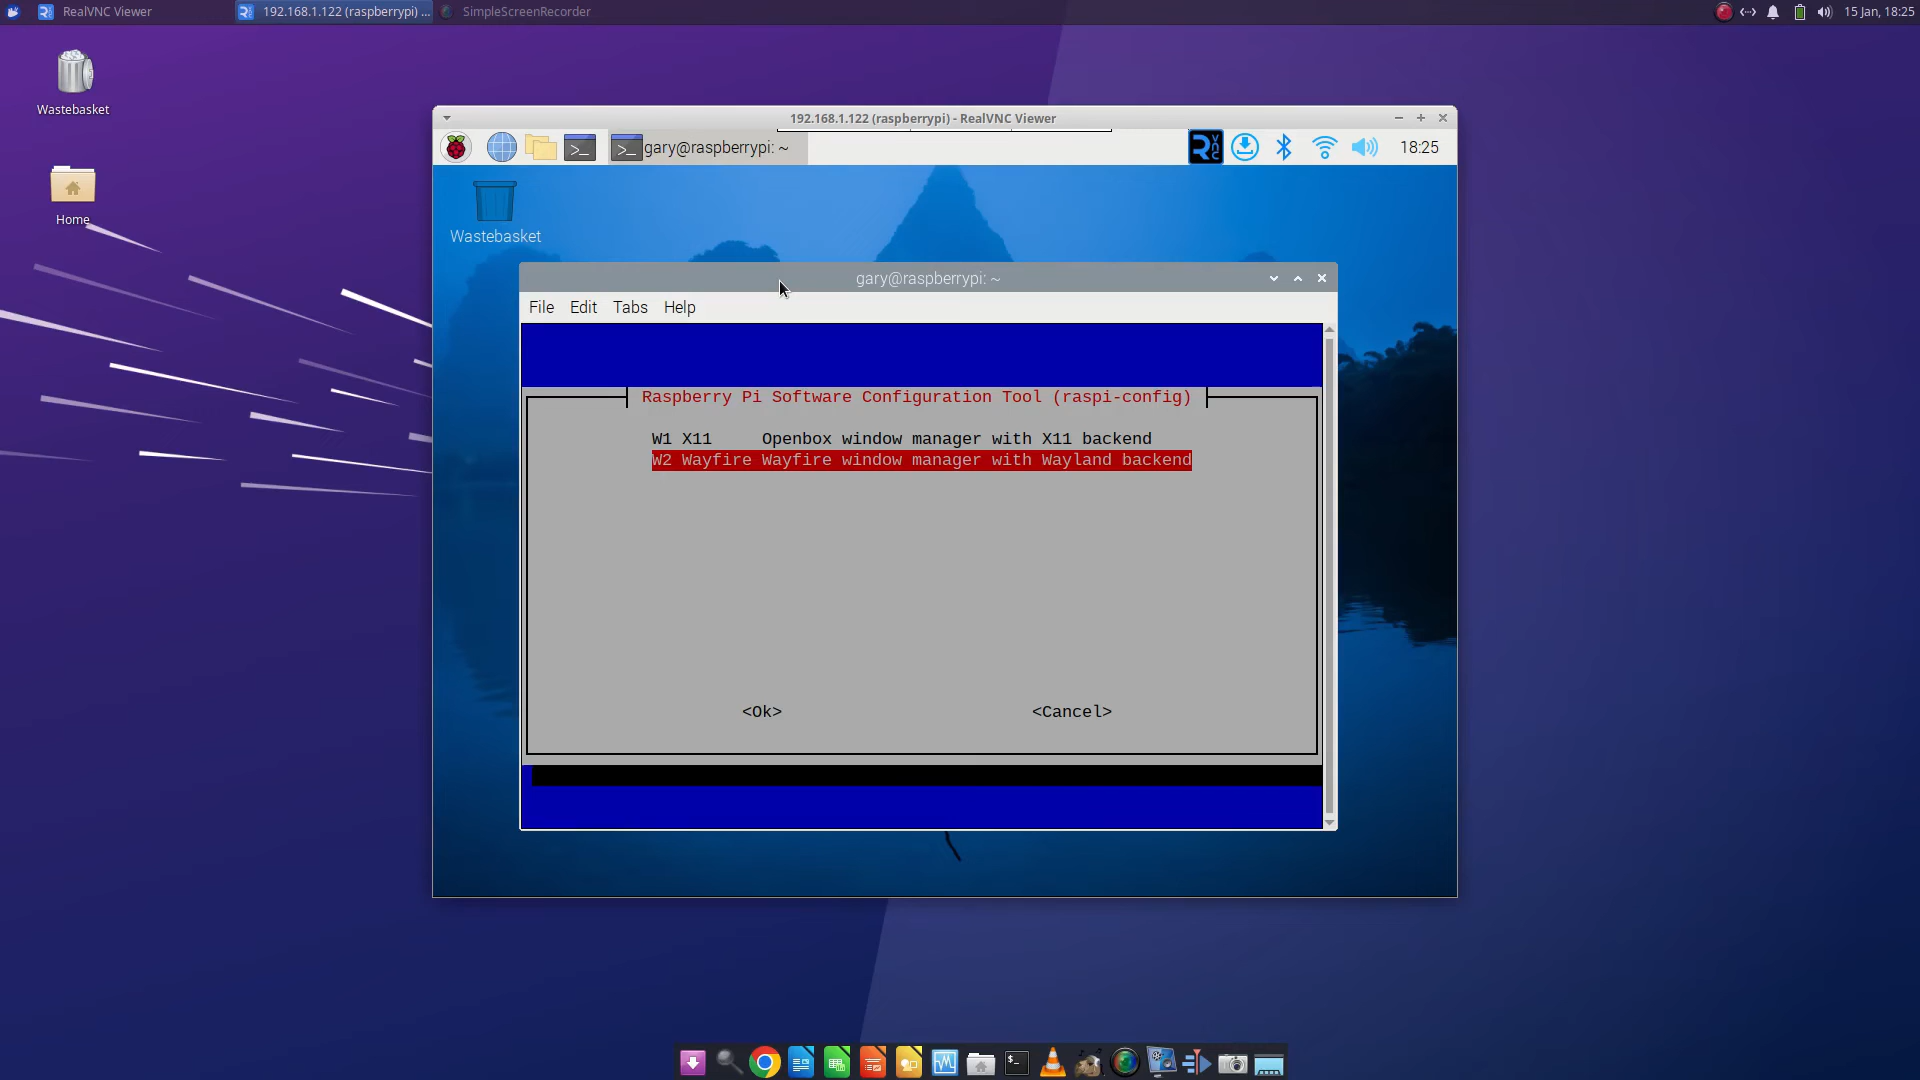 RealVNC Viewer
192.168.1.122 (raspberrypi) ...
SimpleScreenRecorder
15 Jan, 18:25
Wastebasket
Home
192.168.1.122 (raspberrypi) - RealVNC Viewer
gary@raspberrypi: ~
18:25
Wastebasket
gary@raspberrypi: ~
File Edit Tabs Help
Raspberry Pi Software Configuration Tool (raspi-config)
W1 X11 Openbox window manager with X11 backend
W2 Wayfire Wayfire window manager with Wayland backend
<Ok> <Cancel>